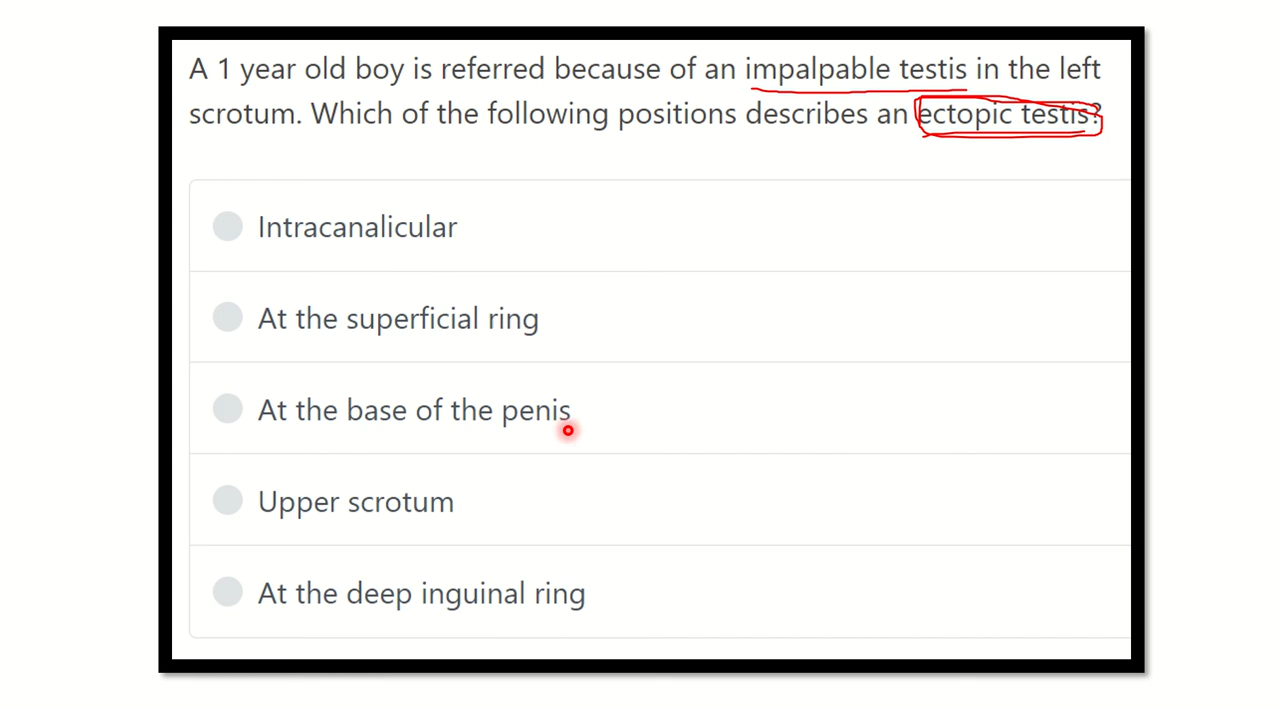 A 1 year old boy is referred because of an impalpable testis in the left
scrotum. Which of the following positions describes an ectopic testis?
Intracanalicular
At the superficial ring
At the base of the penis
Upper scrotum
At the deep inguinal ring